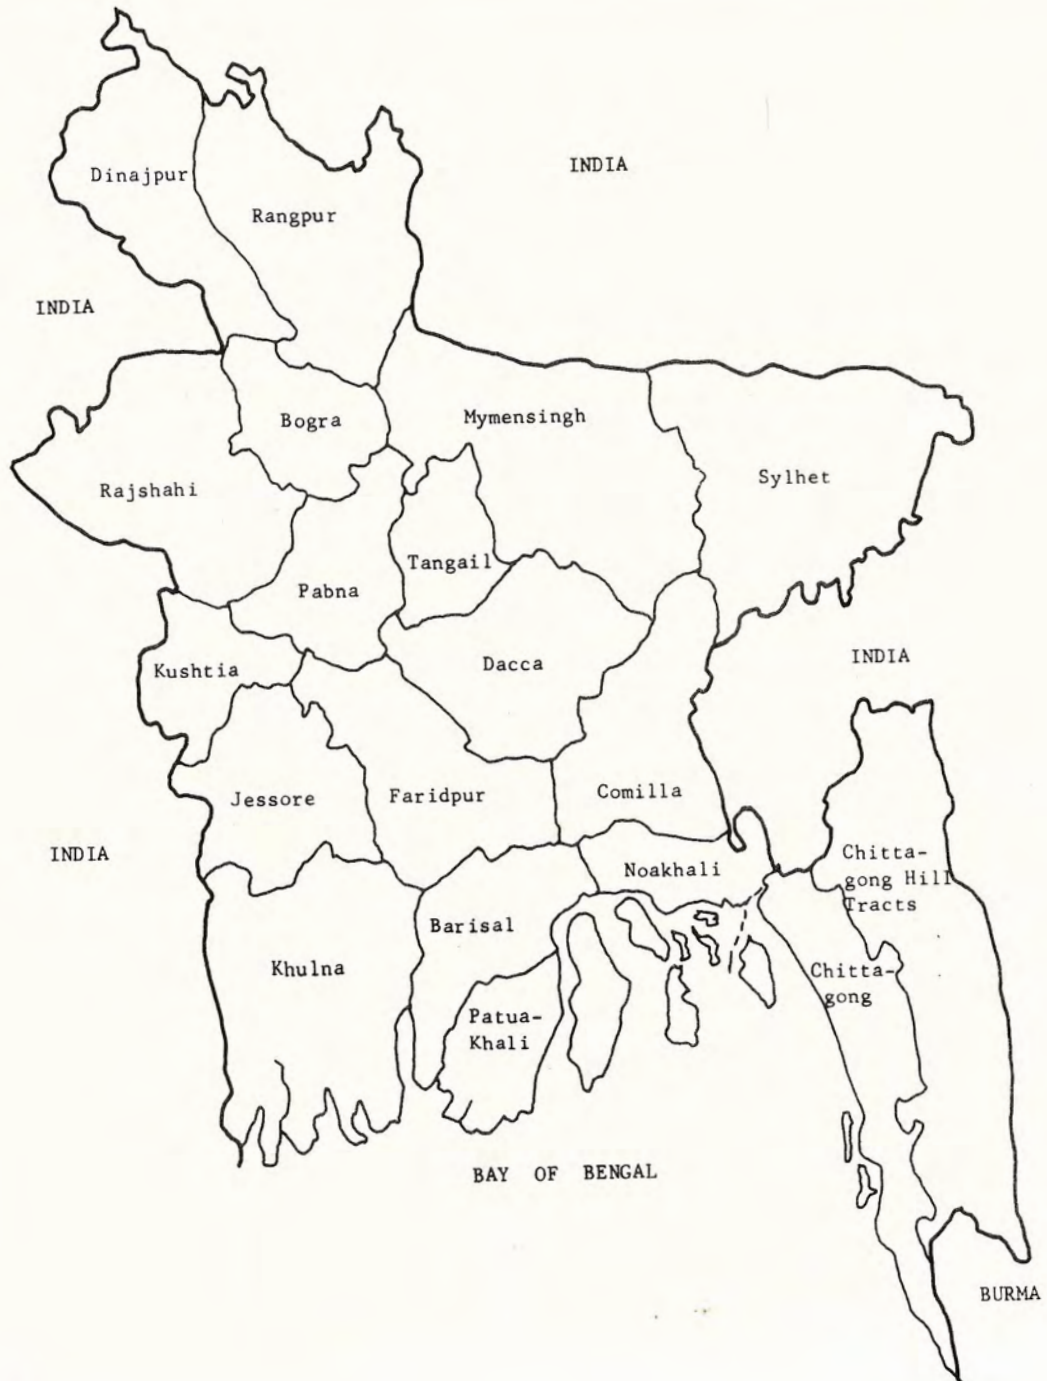 INDIA
Dinajpur
Rangpur
INDIA
Bogra
Mymensingh
Rajshahi
Sylhet
Tangail
Pabna
Kushtia
Dacca
INDIA
Jessore
Faridpur
Comilla
INDIA
Noakhali
Chitta-
gong Hill
Tracts
Barisal
Khulna
Chitta-
gong
Patua-
Khali
BAY OF BENGAL
BURMA